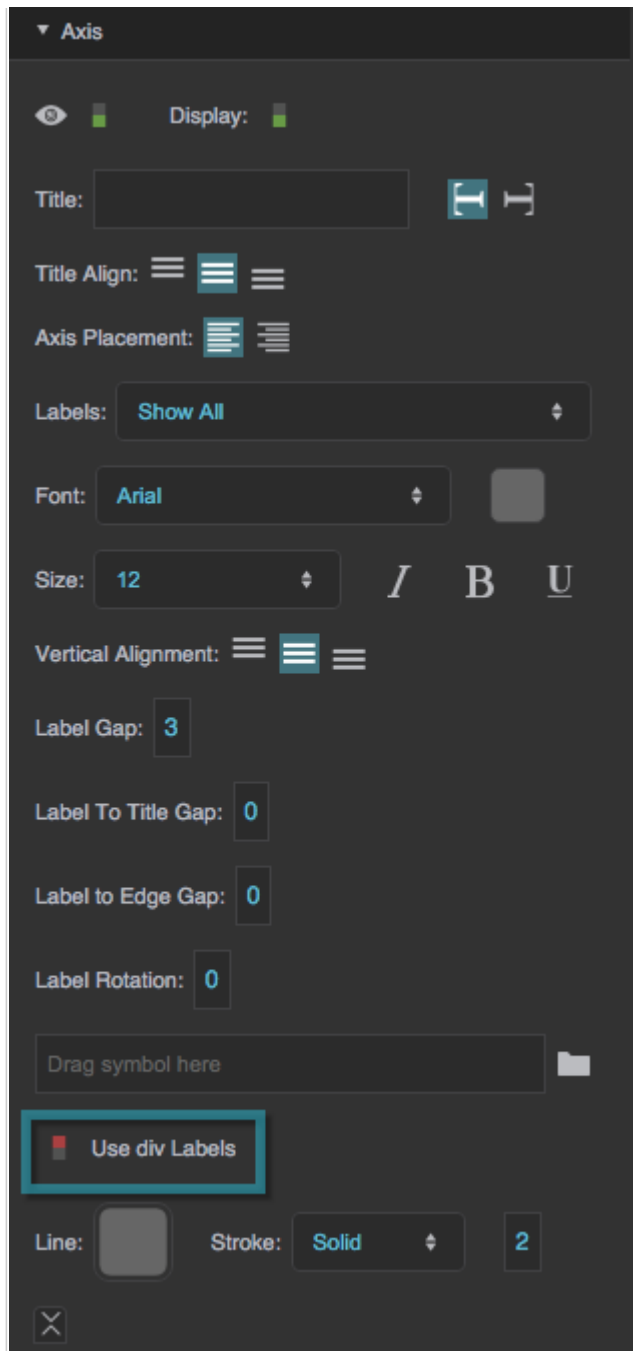 Axis
Display:
Title:
Title Align:
Axis Placement:
Labels: Show All
Font: Arial
Size: 12 I B U
Vertical Alignment:
Label Gap: 3
Label To Title Gap: 0
Label to Edge Gap: 0
Label Rotation: 0
Drag symbol here
Use div Labels
Line: Stroke: Solid 2